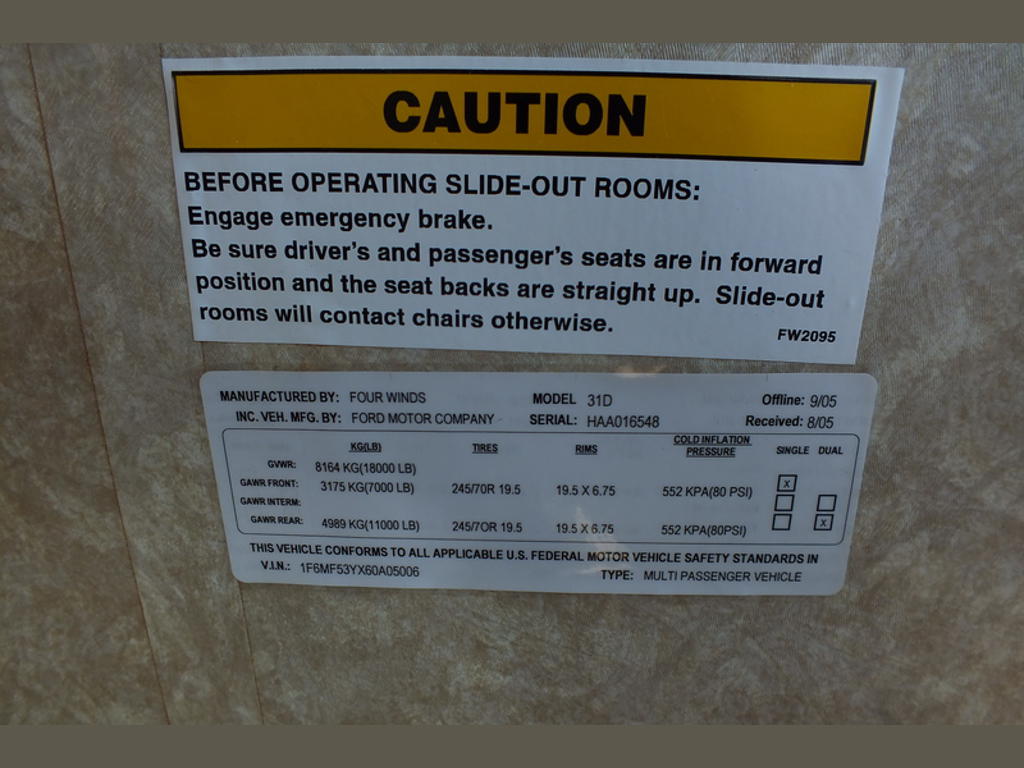 CAUTION
BEFORE OPERATING SLIDE-OUT ROOMS:
Engage emergency brake.
Be sure driver's and passenger's seats are in forward
position and the seat backs are straight up. Slide-out
rooms will contact chairs otherwise.
FW2095
MANUFACTURED BY: FOUR WINDS MODEL 31D Offline: 9/05
INC. VEH. MFG. BY: FORD MOTOR COMPANY SERIAL: HAA016548 Received: 8/05
KG(LB) TIRES RIMS COLD INFLATION PRESSURE SINGLE DUAL
GVWR: 8164 KG(18000 LB)
GAWR FRONT: 3175 KG(7000 LB) 245/70R 19.5 19.5 X 6.75 552 KPA(80 PSI) X
GAWR INTERM:
GAWR REAR: 4989 KG(11000 LB) 245/7OR 19.5 19.5 X 6.75 552 KPA(80PSI) X
THIS VEHICLE CONFORMS TO ALL APPLICABLE U.S. FEDERAL MOTOR VEHICLE SAFETY STANDARDS IN
V.I.N.: 1F6MF53YX60A05006 TYPE: MULTI PASSENGER VEHICLE